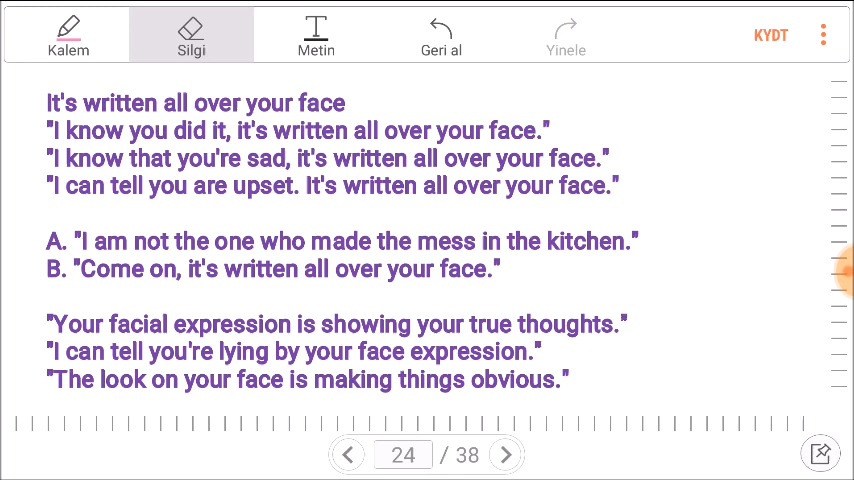 Kalem
Silgi
Metin
Geri al
Yinele
KYDT
It's written all over your face
"I know you did it, it's written all over your face."
"I know that you're sad, it's written all over your face."
"I can tell you are upset. It's written all over your face."
A. "I am not the one who made the mess in the kitchen."
B. "Come on, it's written all over your face."
"Your facial expression is showing your true thoughts."
"I can tell you're lying by your face expression."
"The look on your face is making things obvious."
24 / 38